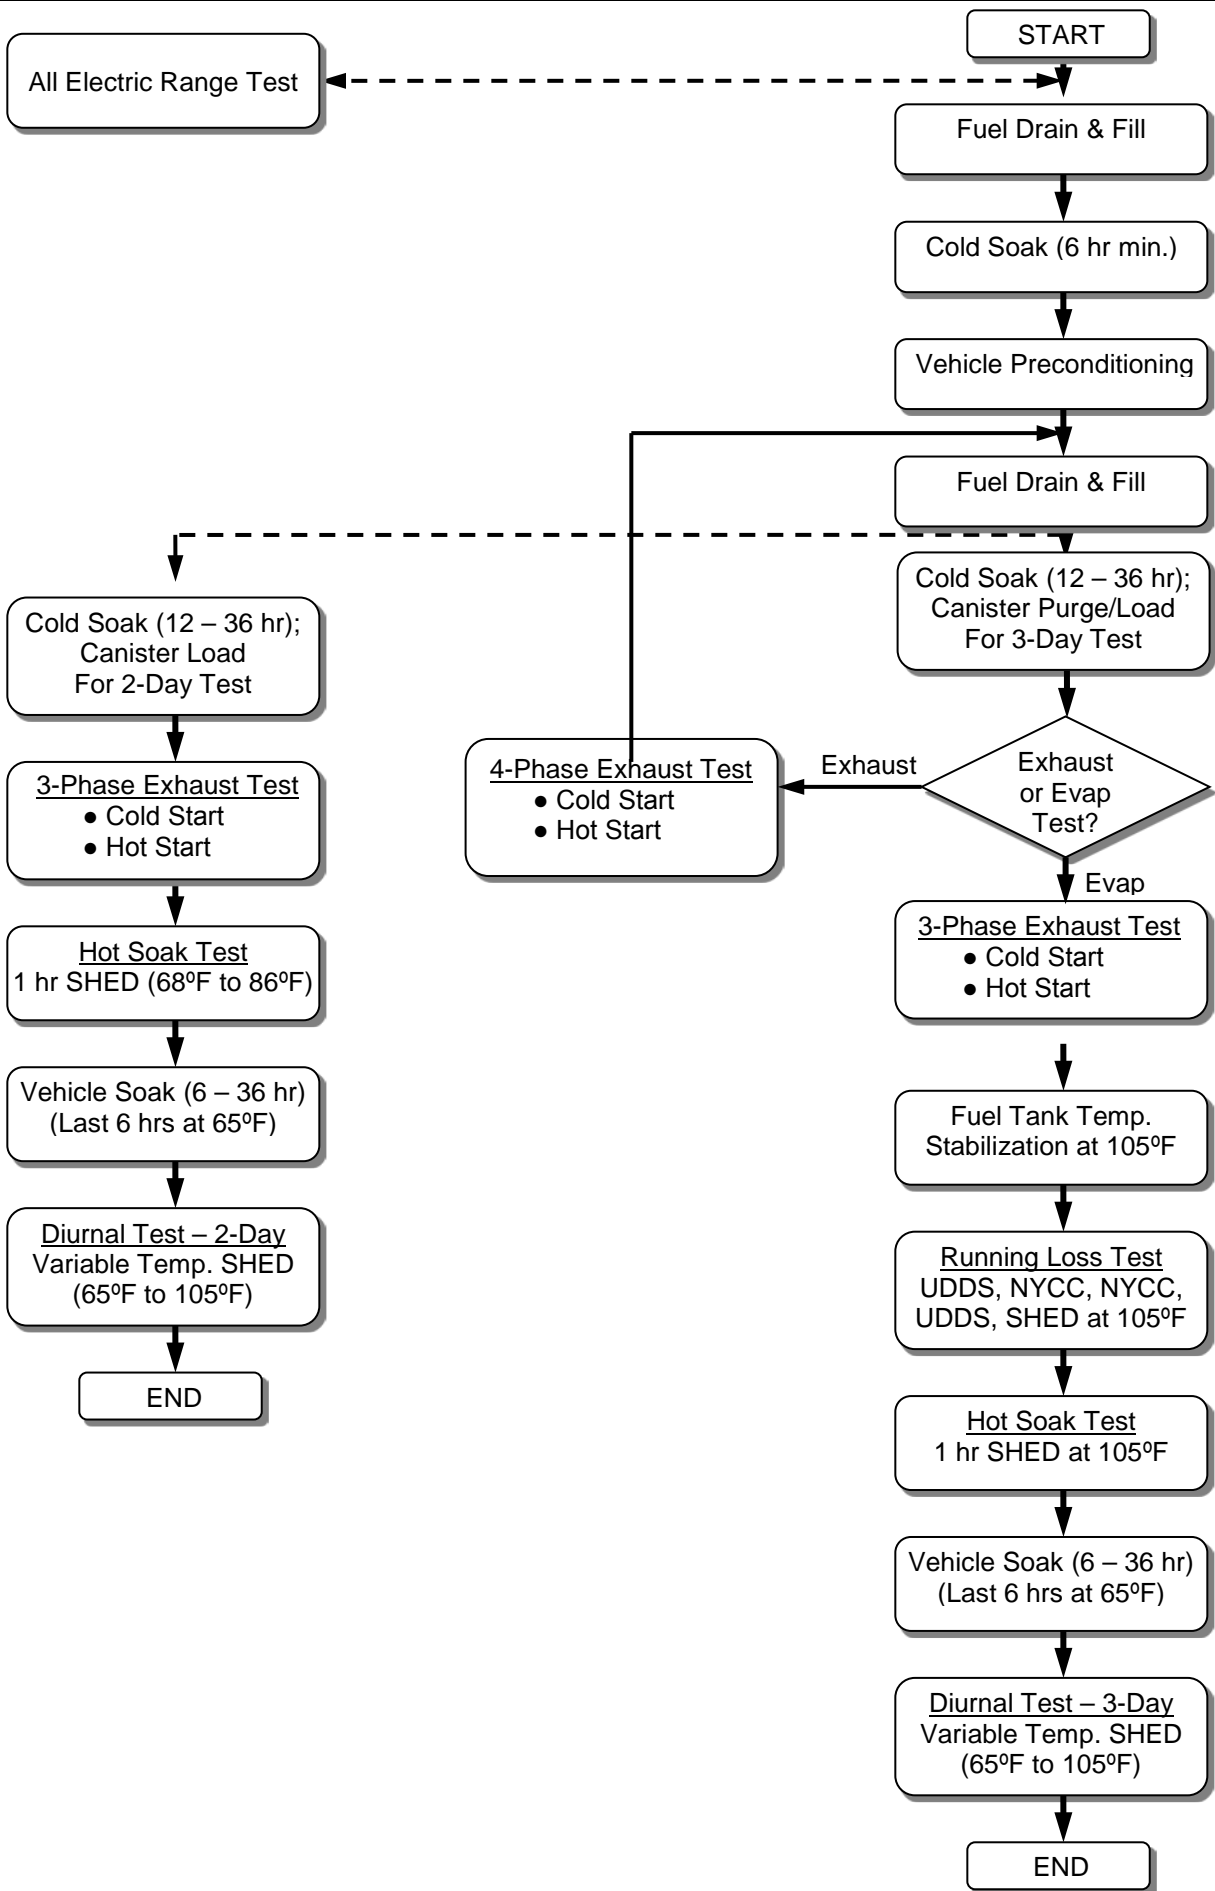 START
All Electric Range Test
Fuel Drain & Fill
Cold Soak (6 hr min.)
Vehicle Preconditioning
Fuel Drain & Fill
Cold Soak (12 – 36 hr);
Canister Purge/Load
For 3-Day Test
Cold Soak (12 – 36 hr);
Canister Load
For 2-Day Test
Exhaust
or Evap
Test?
Exhaust
4-Phase Exhaust Test
● Cold Start
● Hot Start
3-Phase Exhaust Test
● Cold Start
● Hot Start
Evap
3-Phase Exhaust Test
● Cold Start
● Hot Start
Hot Soak Test
1 hr SHED (68ºF to 86ºF)
Vehicle Soak (6 – 36 hr)
(Last 6 hrs at 65ºF)
Fuel Tank Temp.
Stabilization at 105ºF
Diurnal Test – 2-Day
Variable Temp. SHED
(65ºF to 105ºF)
Running Loss Test
UDDS, NYCC, NYCC,
UDDS, SHED at 105ºF
END
Hot Soak Test
1 hr SHED at 105ºF
Vehicle Soak (6 – 36 hr)
(Last 6 hrs at 65ºF)
Diurnal Test – 3-Day
Variable Temp. SHED
(65ºF to 105ºF)
END